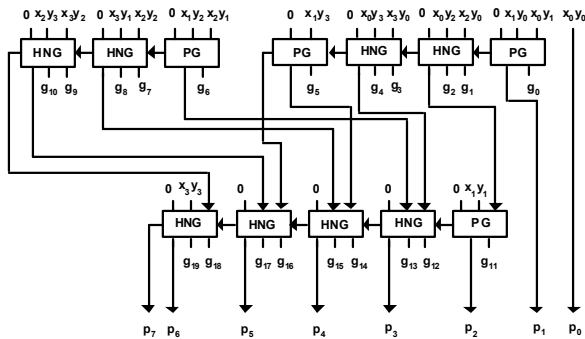 0 x2y3 x3y2 0 x3y1 x2y2 0 x1y2 x2y1 0 x1y3 0 x0y3 x3y0 0 x0y2 x2y0 0 x1y0 x0y1 x0y0
HNG HNG PG PG HNG HNG PG
g10 g9 g8 g7 g6 g5 g4 g3 g2 g1 g0
0 x3y3 0 0 0 0 x1y1
HNG HNG HNG HNG PG
g19 g18 g17 g16 g15 g14 g13 g12 g11
p7 p6 p5 p4 p3 p2 p1 p0